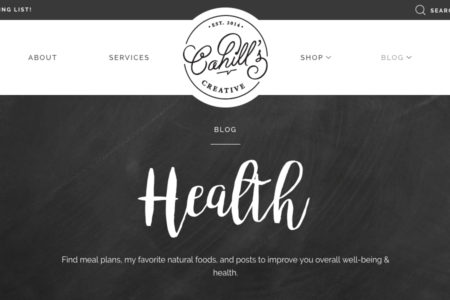 NG LIST!
SEARC
ABOUT
SERVICES
EST. 2014
Cahill's
CREATIVE
SHOP
BLOG
BLOG
Health
Find meal plans, my favorite natural foods, and posts to improve you overall well-being &
health.